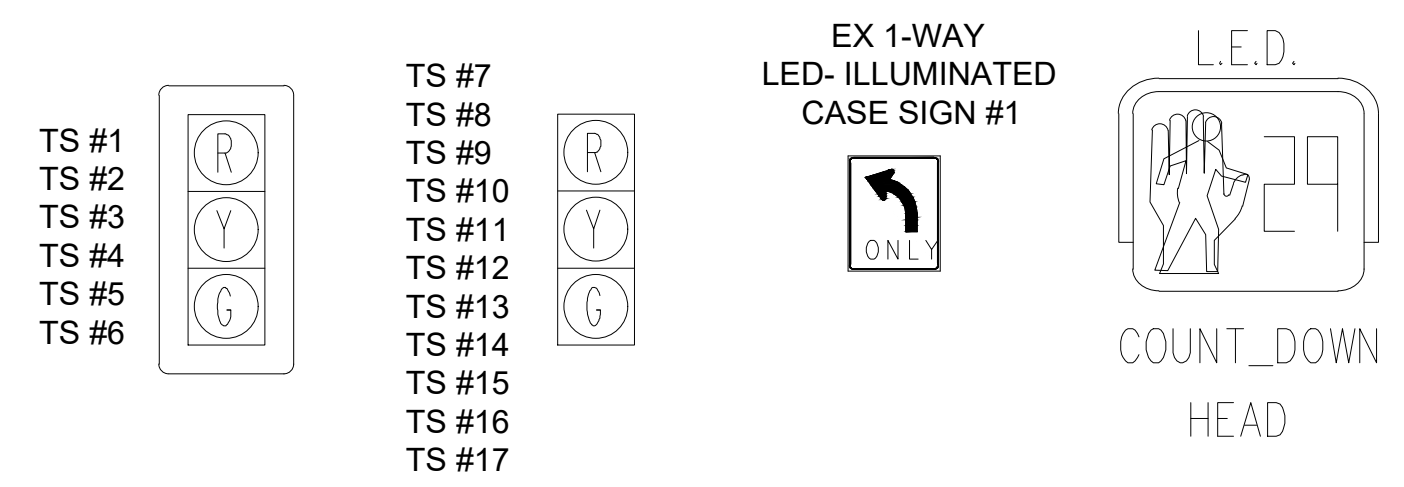 TS #1
TS #2
TS #3
TS #4
TS #5
TS #6
R
Y
G
TS #7
TS #8
TS #9
TS #10
TS #11
TS #12
TS #13
TS #14
TS #15
TS #16
TS #17
R
Y
G
EX 1-WAY
LED- ILLUMINATED
CASE SIGN #1
ONLY
L.E.D.
29
COUNT_DOWN
HEAD